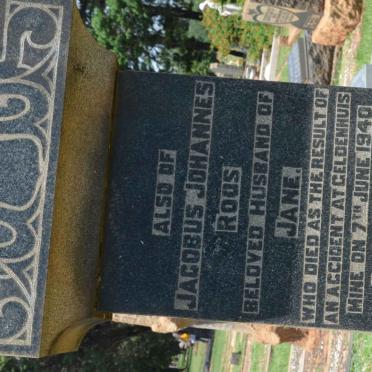 ALSO OF
JACOBUS JOHANNES
ROOS
BELOVED HUSBAND OF
JANE.
WHO DIED AS THE RESULT OF
AN ACCIDENT AT GELDENHUIS
MINE ON 7TH JUNE 1940